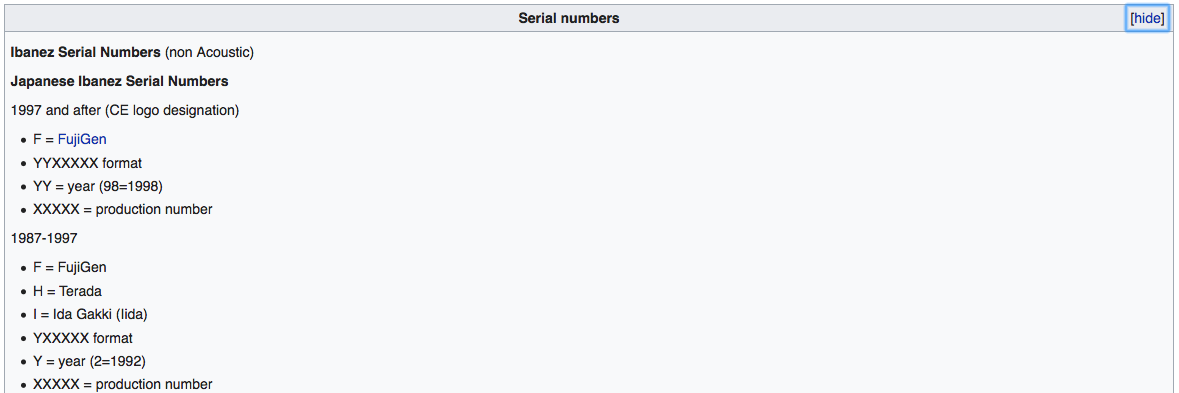 Serial numbers [hide]
Ibanez Serial Numbers (non Acoustic)
Japanese Ibanez Serial Numbers
1997 and after (CE logo designation)
• F = FujiGen
• YYXXXXX format
• YY = year (98=1998)
• XXXXX = production number
1987-1997
• F = FujiGen
• H = Terada
• I = Ida Gakki (Iida)
• YXXXXX format
• Y = year (2=1992)
• XXXXX = production number